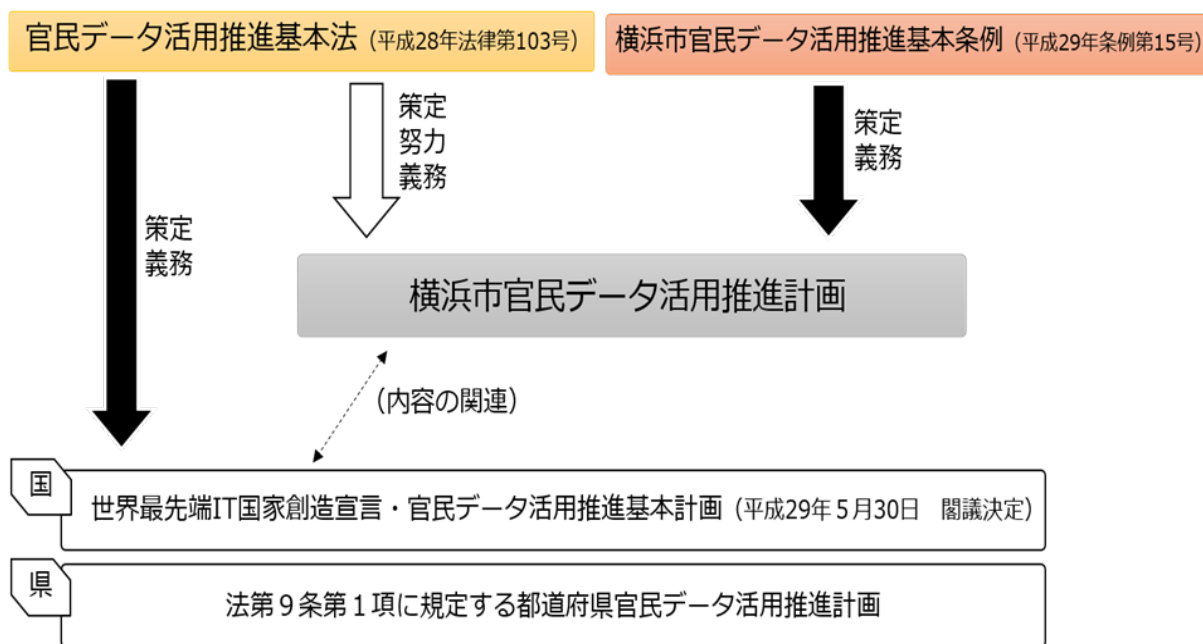 官民データ活用推進基本法 (平成28年法律第103号)
横浜市官民データ活用推進基本条例 (平成29年条例第15号)
策定
努力
義務
策定
義務
策定
義務
横浜市官民データ活用推進計画
(内容の関連)
国
世界最先端IT国家創造宣言・官民データ活用推進基本計画 (平成29年5月30日 閣議決定)
県
法第9条第1項に規定する都道府県官民データ活用推進計画